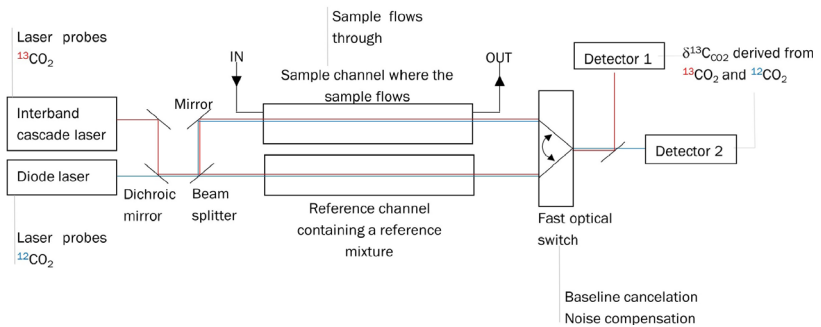 Laser probes
¹³CO₂
Sample flows
through
IN
OUT
Sample channel where the
sample flows
Detector 1
δ¹³C_CO2 derived from
¹³CO₂ and ¹²CO₂
Interband
cascade laser
Mirror
Diode laser
Detector 2
Dichroic
mirror
Beam
splitter
Reference channel
containing a reference
mixture
Fast optical
switch
Laser probes
¹²CO₂
Baseline cancelation
Noise compensation